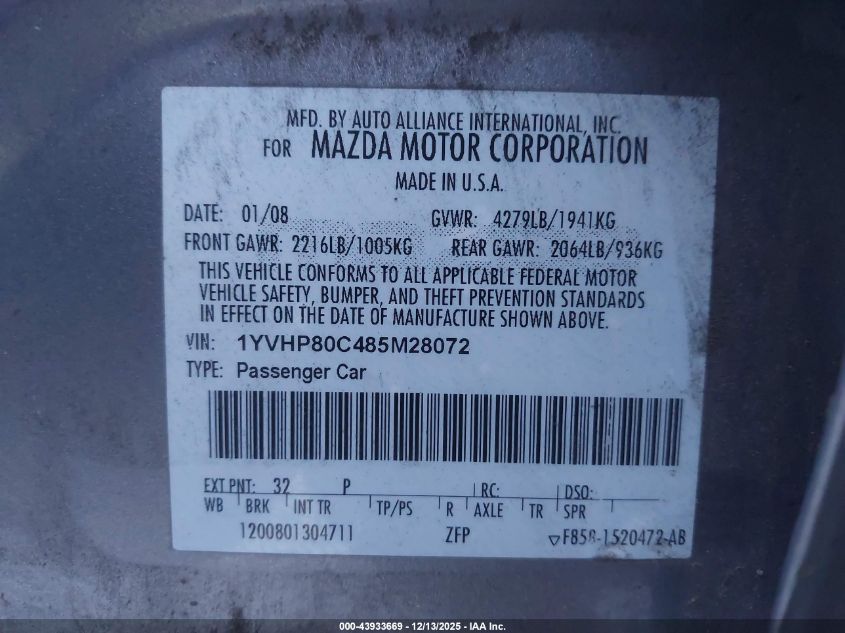 MFD. BY AUTO ALLIANCE INTERNATIONAL, INC.
FOR MAZDA MOTOR CORPORATION
MADE IN U.S.A.
DATE: 01/08 GVWR: 4279LB/1941KG
FRONT GAWR: 2216LB/1005KG REAR GAWR: 2064LB/936KG
THIS VEHICLE CONFORMS TO ALL APPLICABLE FEDERAL MOTOR
VEHICLE SAFETY, BUMPER, AND THEFT PREVENTION STANDARDS
IN EFFECT ON THE DATE OF MANUFACTURE SHOWN ABOVE.
VIN: 1YVHP80C485M28072
TYPE: Passenger Car
EXT PNT: 32 P RC: DSO:
WB BRK INT TR TP/PS R AXLE TR SPR
1200801304711 ZFP F858-1520472-AB
000-43933669 - 12/13/2025 - IAA Inc.